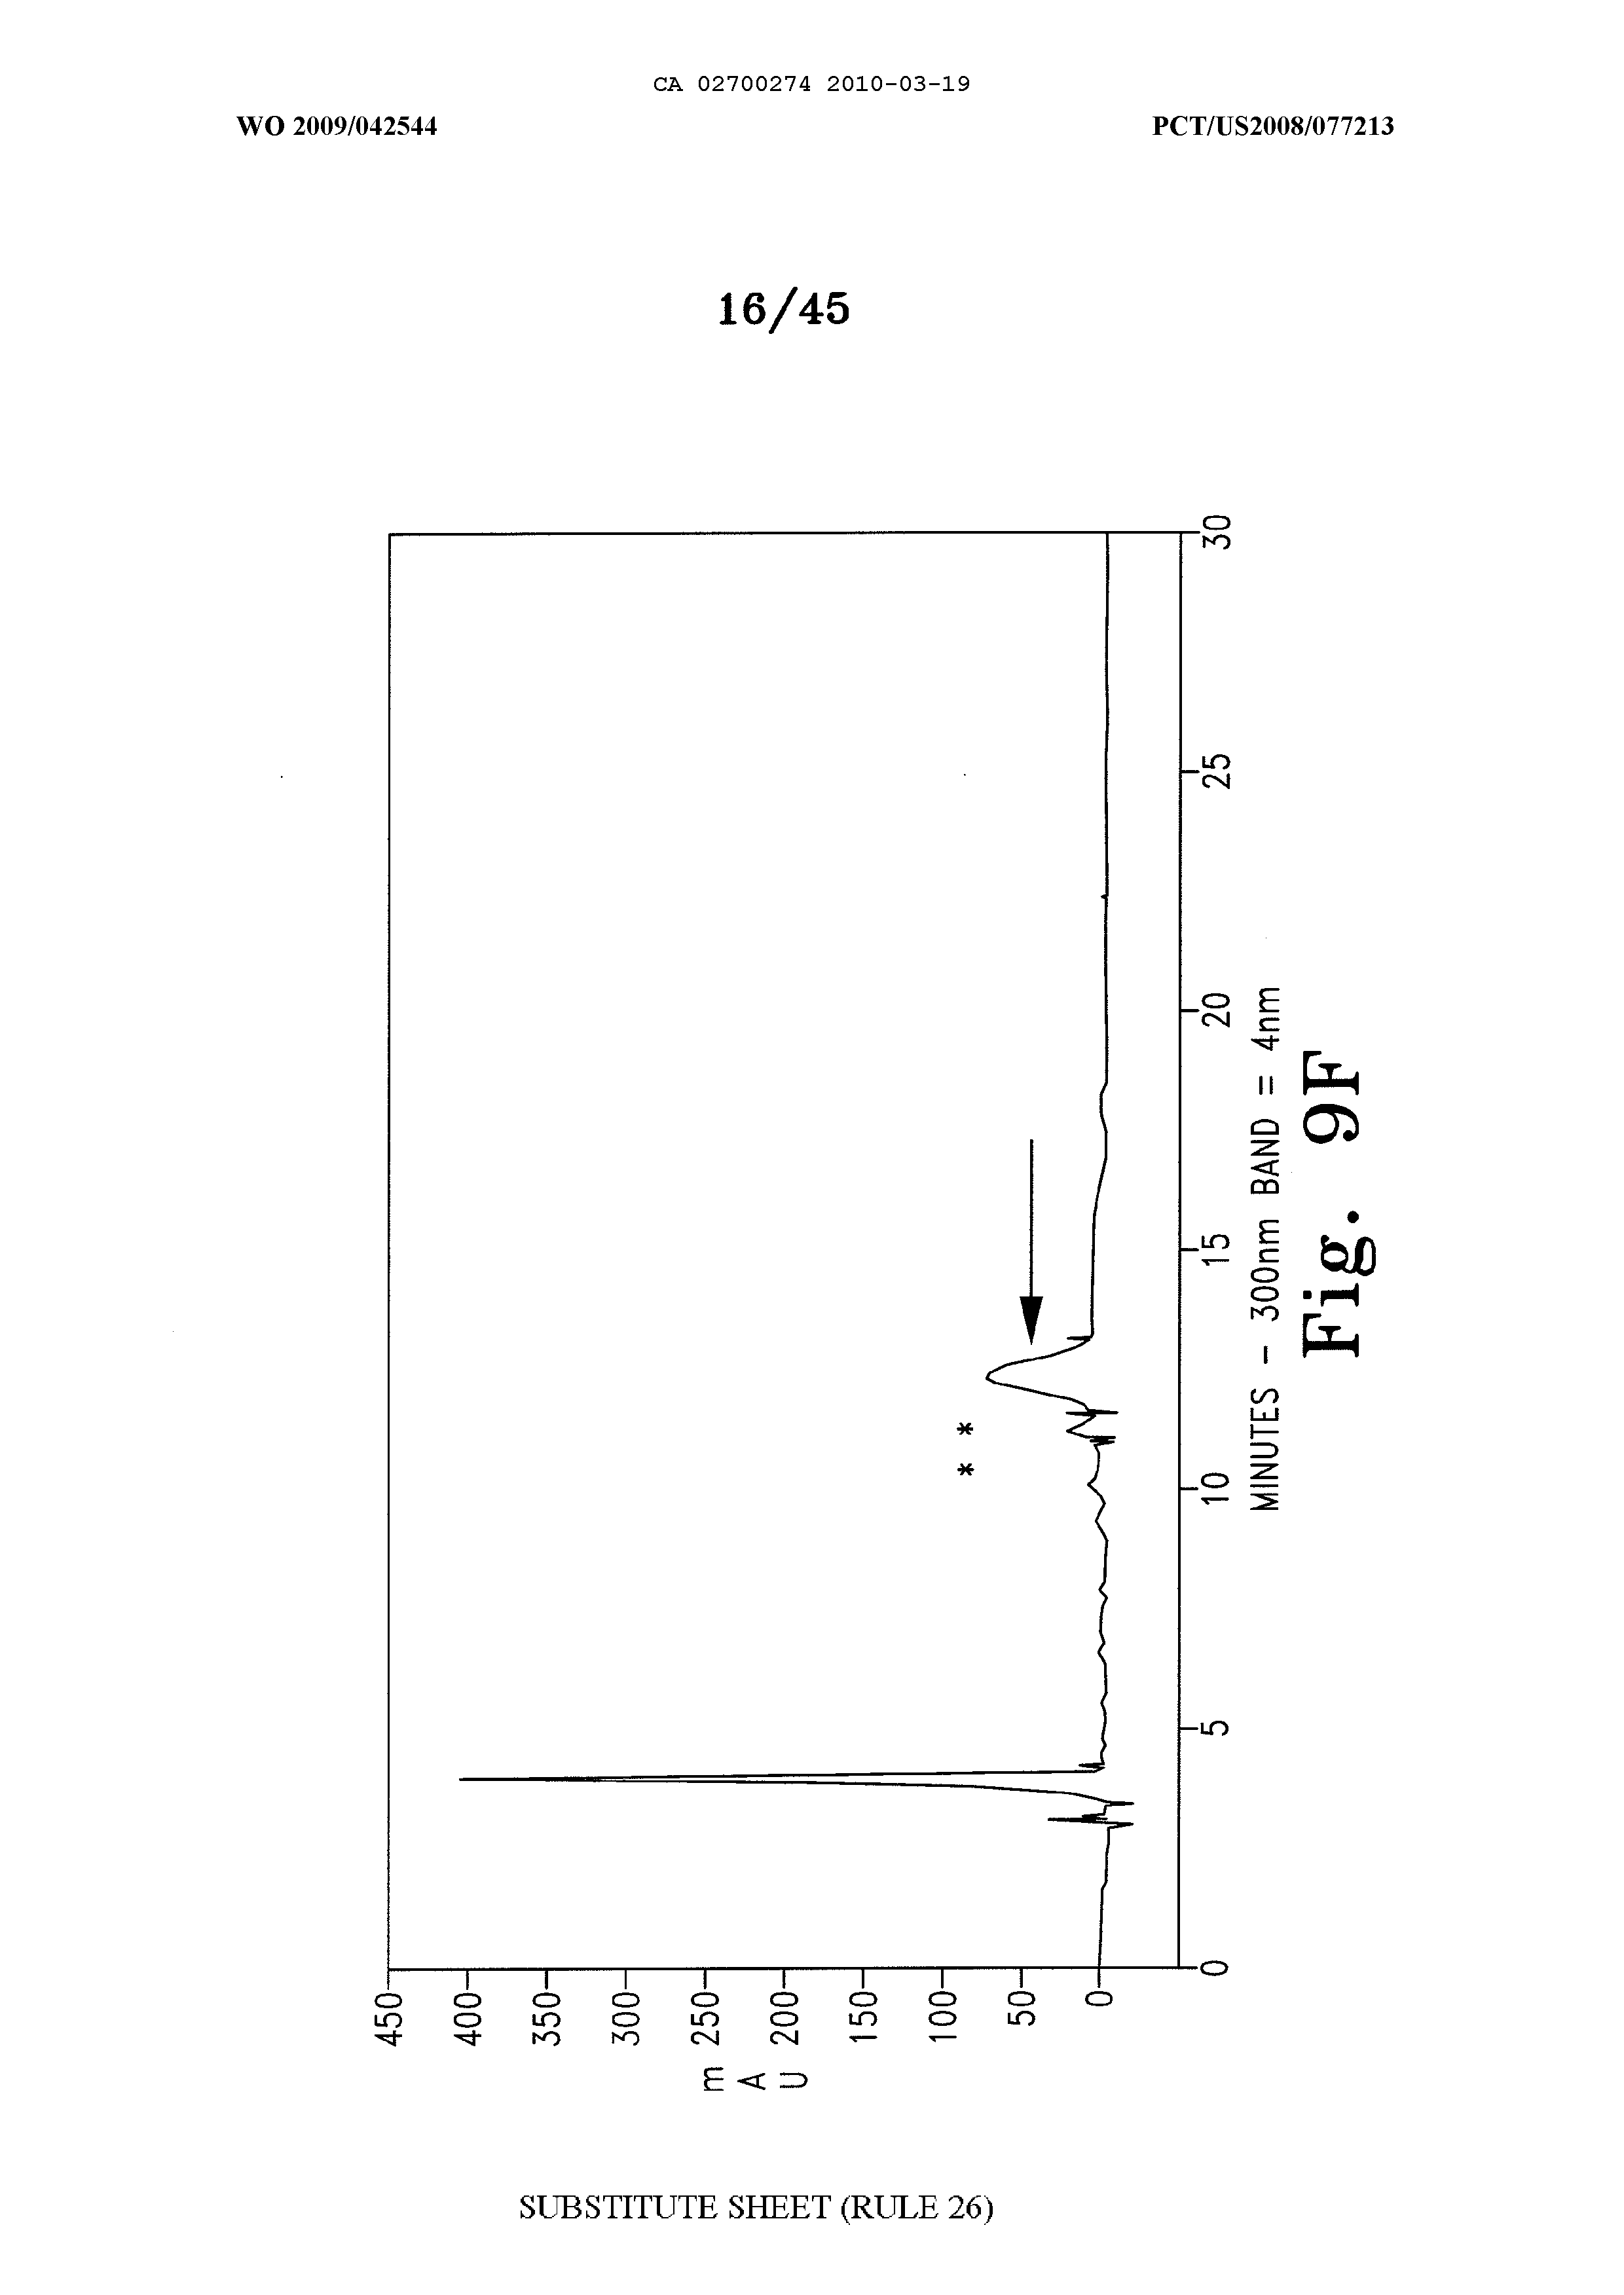 CA 02700274 2010-03-19
WO 2009/042544
PCT/US2008/077213
16/45
450
400
350
300
250
200
150
100
50
0
m
A
U
0
5
10
15
20
25
30
* *
MINUTES - 300nm BAND = 4nm
Fig. 9F
SUBSTITUTE SHEET (RULE 26)